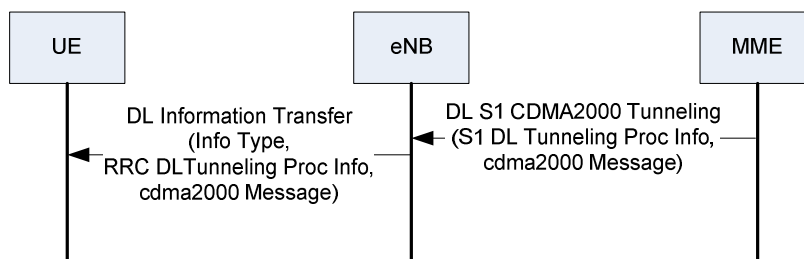 UE
eNB
MME
DL Information Transfer
(Info Type,
RRC DLTunneling Proc Info,
cdma2000 Message)
DL S1 CDMA2000 Tunneling
(S1 DL Tunneling Proc Info,
cdma2000 Message)